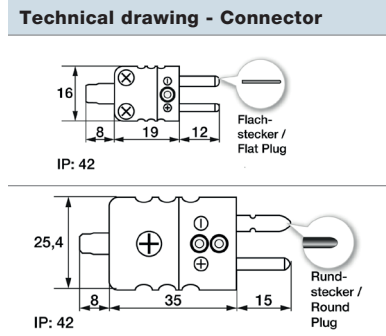 Technical drawing - Connector
16
8
19
12
Flach-
stecker /
Flat Plug
IP: 42
25,4
8
35
15
Rund-
stecker /
Round
Plug
IP: 42